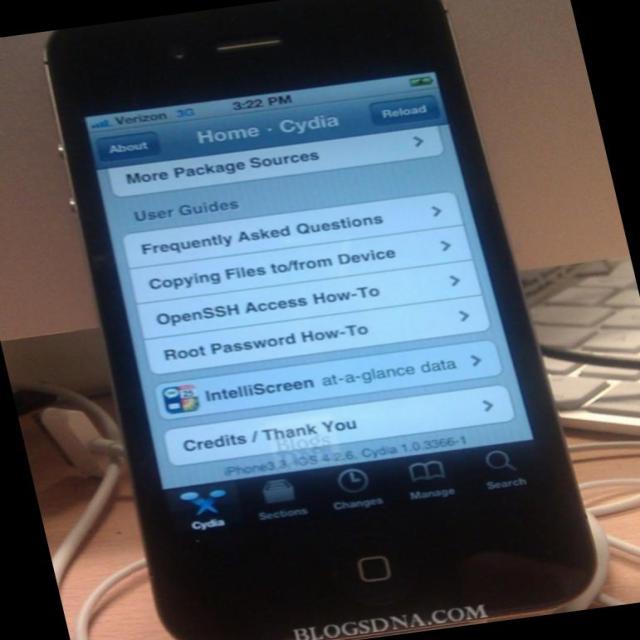 Verizon 3G 3:22 PM
About Home · Cydia Reload
More Package Sources
User Guides
Frequently Asked Questions
Copying Files to/from Device
OpenSSH Access How-To
Root Password How-To
IntelliScreen at-a-glance data
Credits / Thank You
Blogs
iPhone3,3, iOS 4.2.6, Cydia 1.0.3366-1
Cydia Sections Changes Manage Search
BLOGSDNA.COM